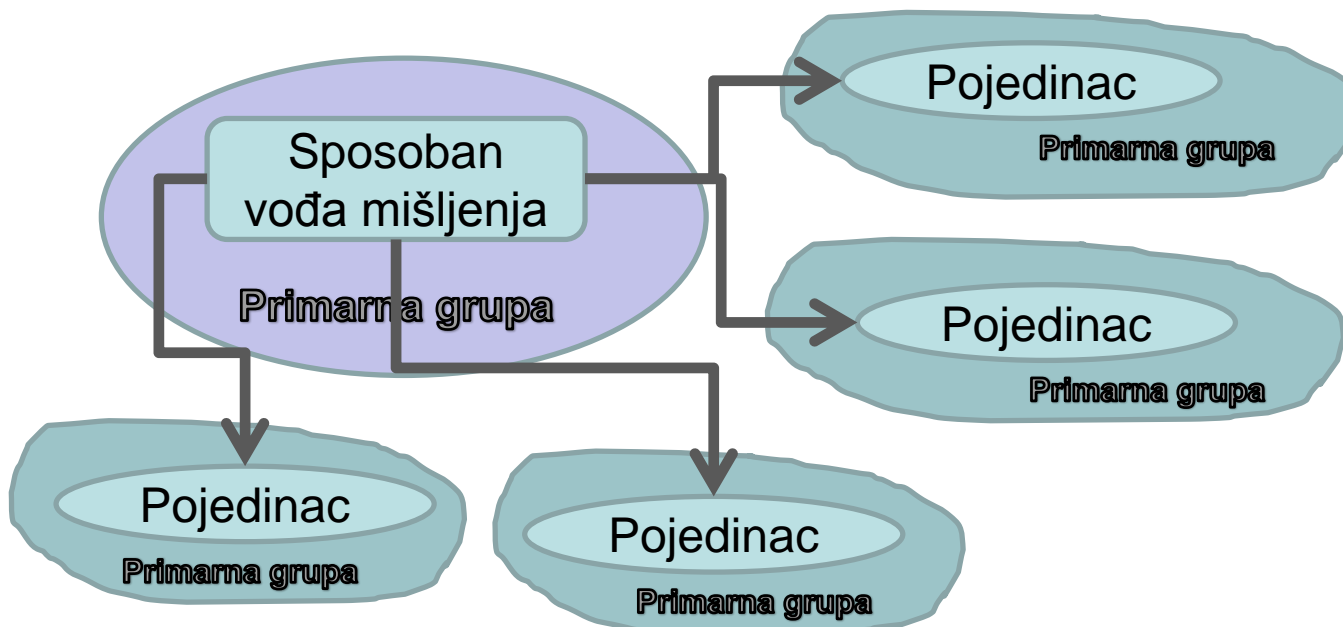 Sposoban
vođa mišljenja
Primarna grupa
Pojedinac
Primarna grupa
Pojedinac
Primarna grupa
Pojedinac
Primarna grupa
Pojedinac
Primarna grupa